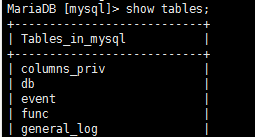 MariaDB [mysql]> show tables;
+---------------------------+
| Tables_in_mysql           |
+---------------------------+
| columns_priv              |
| db                        |
| event                     |
| func                      |
| general_log               |